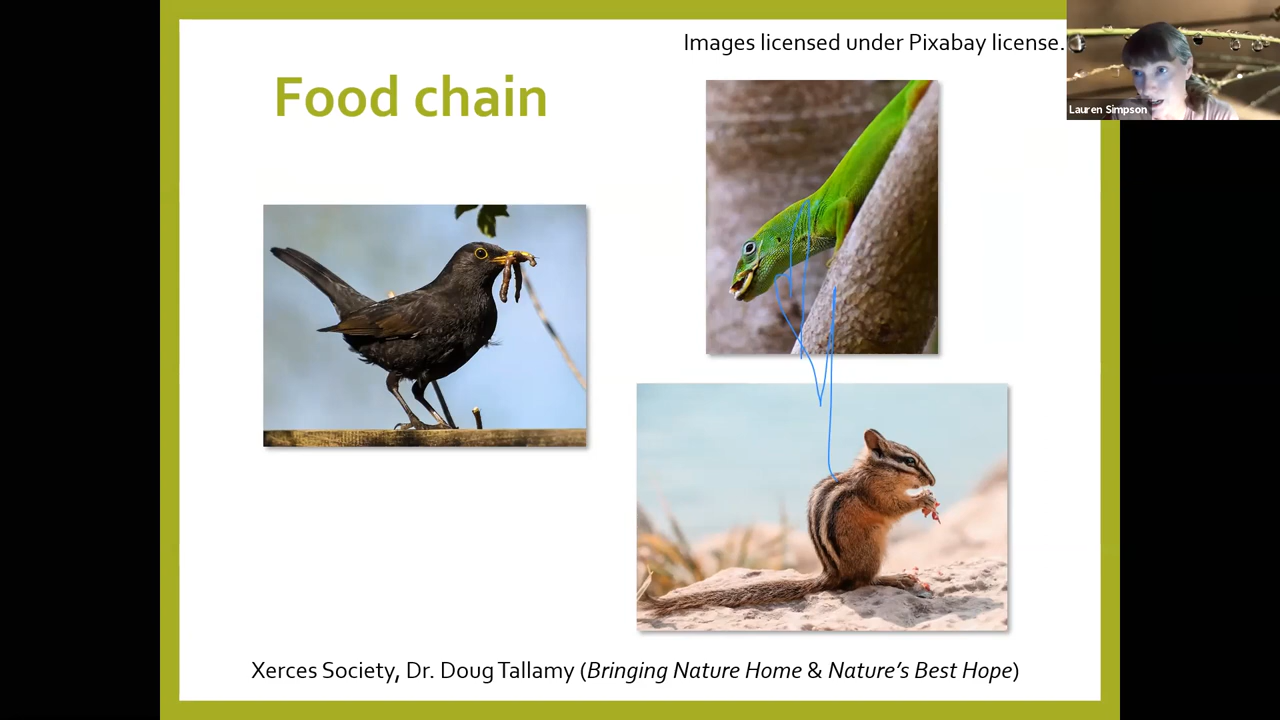 Images licensed under Pixabay license.
Food chain
Lauren Simpson
Xerces Society, Dr. Doug Tallamy (Bringing Nature Home & Nature's Best Hope)